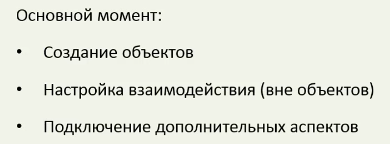 Основной момент:
• Создание объектов
• Настройка взаимодействия (вне объектов)
• Подключение дополнительных аспектов